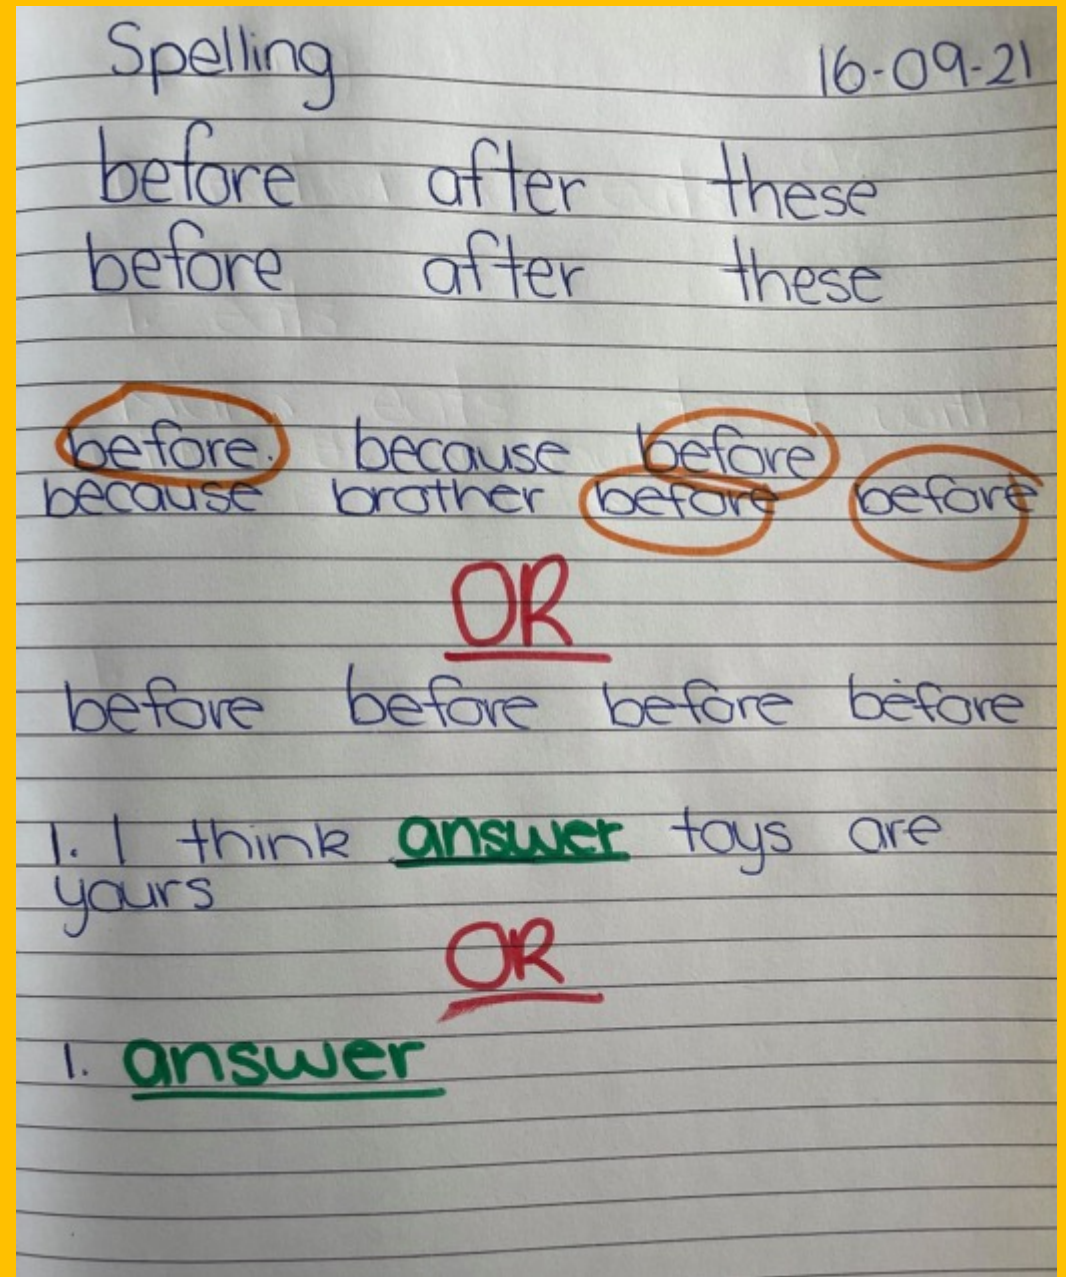 Spelling 16-09-21
before after these
before after these
before. because before
because brother before before
OR
before before before before
1. I think answer toys are
yours
OR
1. answer